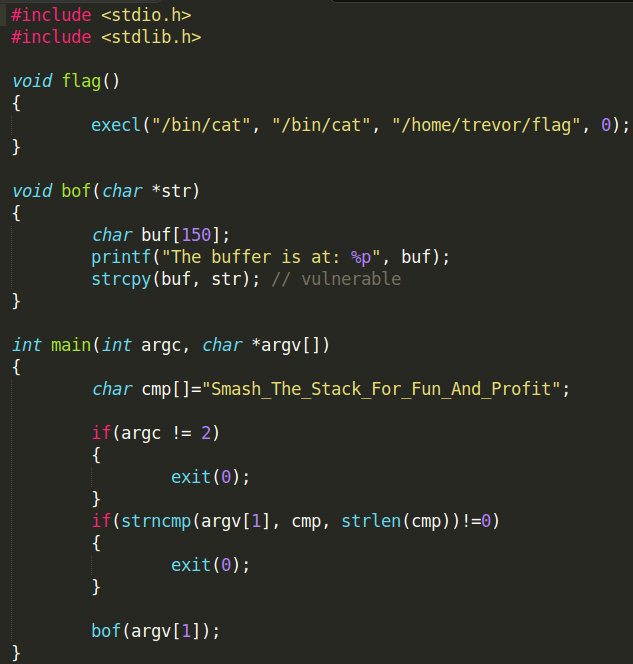 #include <stdio.h>
#include <stdlib.h>
void flag()
{
execl("/bin/cat", "/bin/cat", "/home/trevor/flag", 0);
}
void bof(char *str)
{
char buf[150];
printf("The buffer is at: %p", buf);
strcpy(buf, str); // vulnerable
}
int main(int argc, char *argv[])
{
char cmp[]="Smash_The_Stack_For_Fun_And_Profit";
if(argc != 2)
{
exit(0);
}
if(strncmp(argv[1], cmp, strlen(cmp))!=0)
{
exit(0);
}
bof(argv[1]);
}